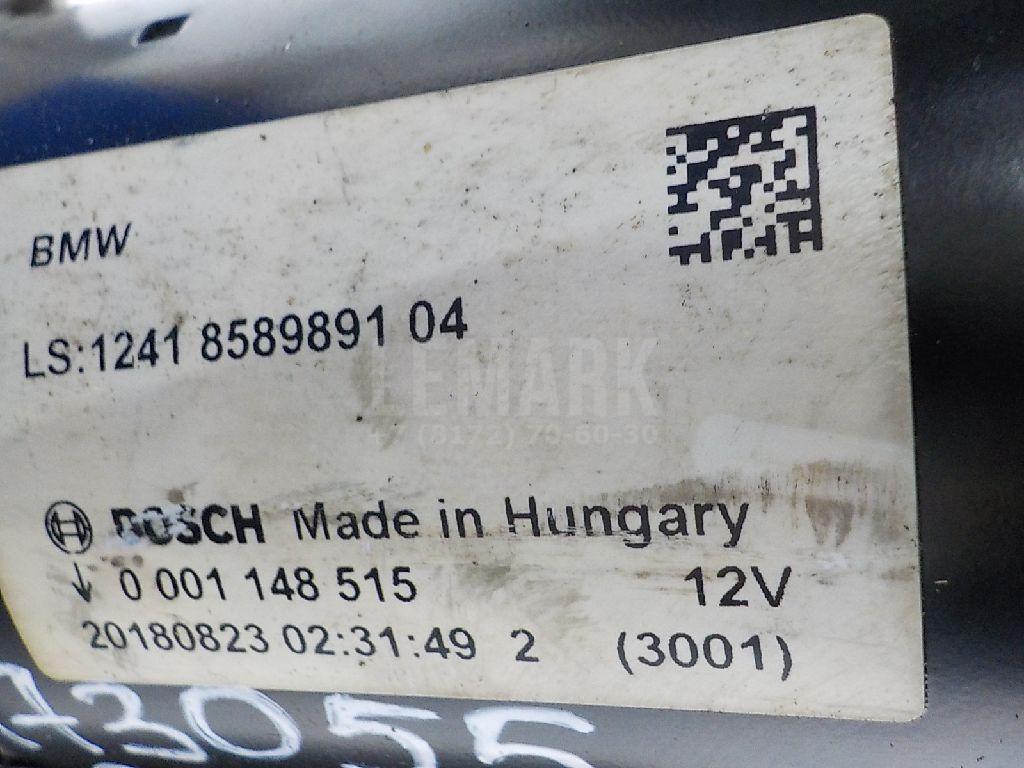 BMW
LS:1241 8589891 04
LEMARK
+7 (8172) 70-60-30
BOSCH Made in Hungary
↓ 0 001 148 515 12V
20180823 02:31:49 2 (3001)
73055